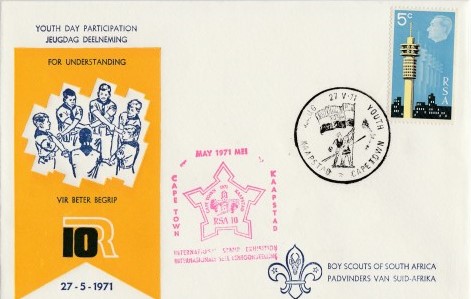 YOUTH DAY PARTICIPATION
JEUGDAG DEELNEMING
FOR UNDERSTANDING
VIR BETER BEGRIP
10R
27-5-1971
MAY 1971 MEI
CAPE TOWN
KAAPSTAD
RSA 10
INTERNATIONAL STAMP EXHIBITION
27·V·71 YOUTH
KAAPSTAD - CAPE TOWN
5c
RSA
BOY SCOUTS OF SOUTH AFRICA
PADVINDERS VAN SUID-AFRIKA